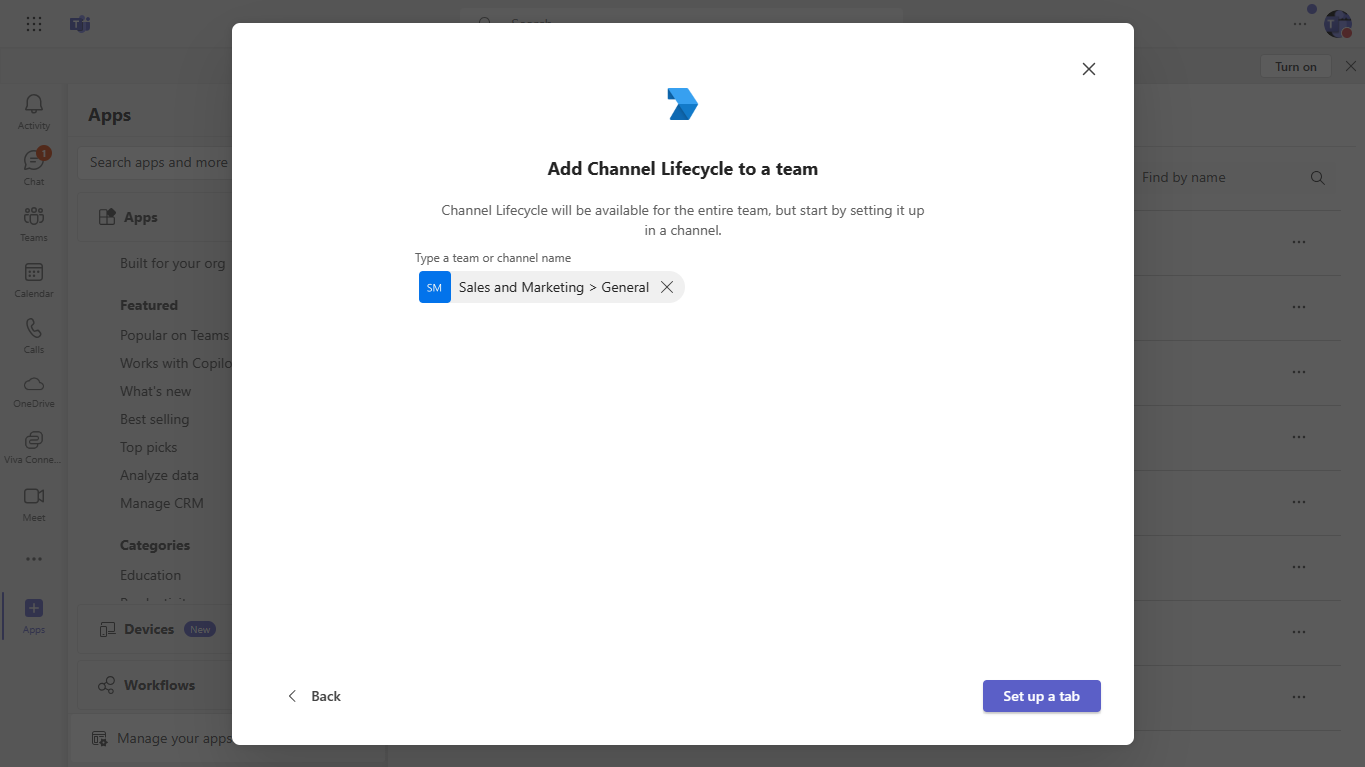 Search
Turn on
Activity
1
Chat
Teams
Calendar
Calls
OneDrive
Viva Conne...
Meet
Apps
Apps
Search apps and more
Apps
Built for your org
Featured
Popular on Teams
Works with Copilo
What's new
Best selling
Top picks
Analyze data
Manage CRM
Categories
Education
Devices New
Workflows
Manage your apps
Add Channel Lifecycle to a team
Channel Lifecycle will be available for the entire team, but start by setting it up
in a channel.
Type a team or channel name
SM Sales and Marketing > General
Back
Set up a tab
Find by name